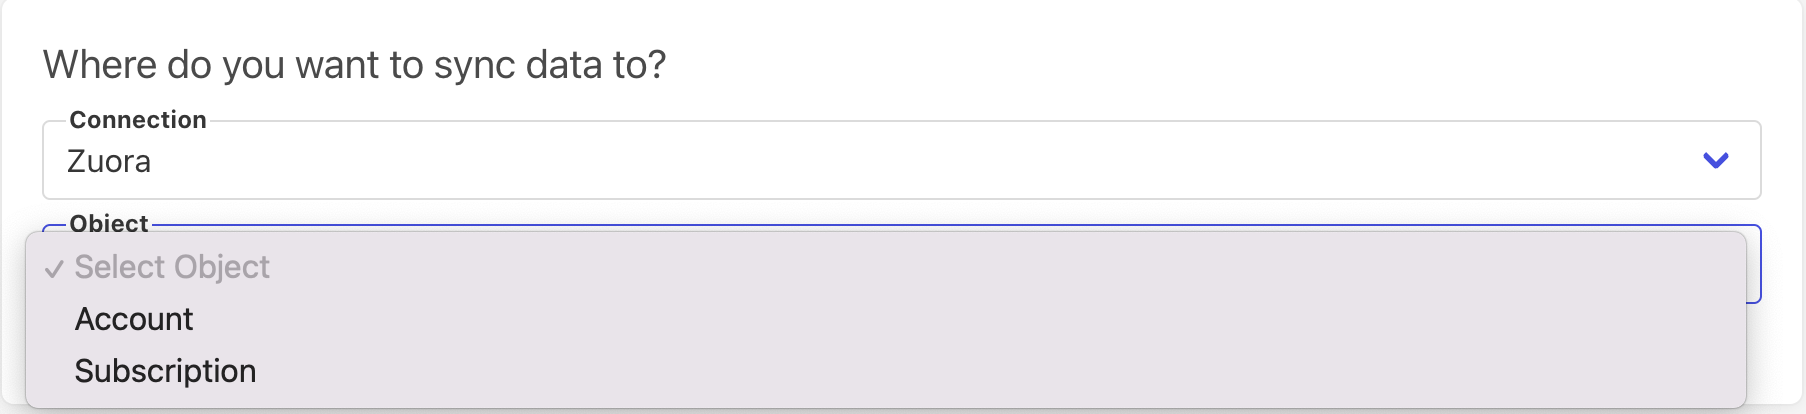 Where do you want to sync data to?
Connection
Zuora
Object
Select Object
Account
Subscription